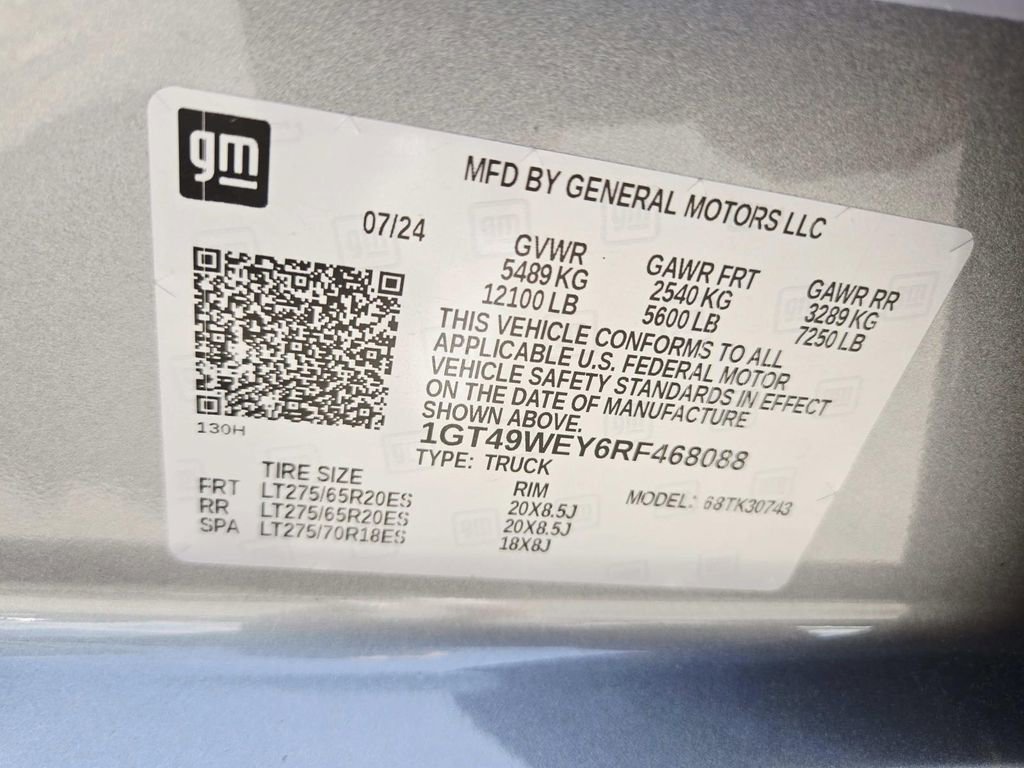 gm
MFD BY GENERAL MOTORS LLC
07/24
GVWR GAWR FRT GAWR RR
5489 KG 2540 KG 3289 KG
12100 LB 5600 LB 7250 LB
THIS VEHICLE CONFORMS TO ALL
APPLICABLE U.S. FEDERAL MOTOR
VEHICLE SAFETY STANDARDS IN EFFECT
ON THE DATE OF MANUFACTURE
SHOWN ABOVE.
130H
1GT49WEY6RF468088
TYPE: TRUCK
TIRE SIZE RIM MODEL: 68TK30743
FRT LT275/65R20ES 20X8.5J
RR LT275/65R20ES 20X8.5J
SPA LT275/70R18ES 18X8J